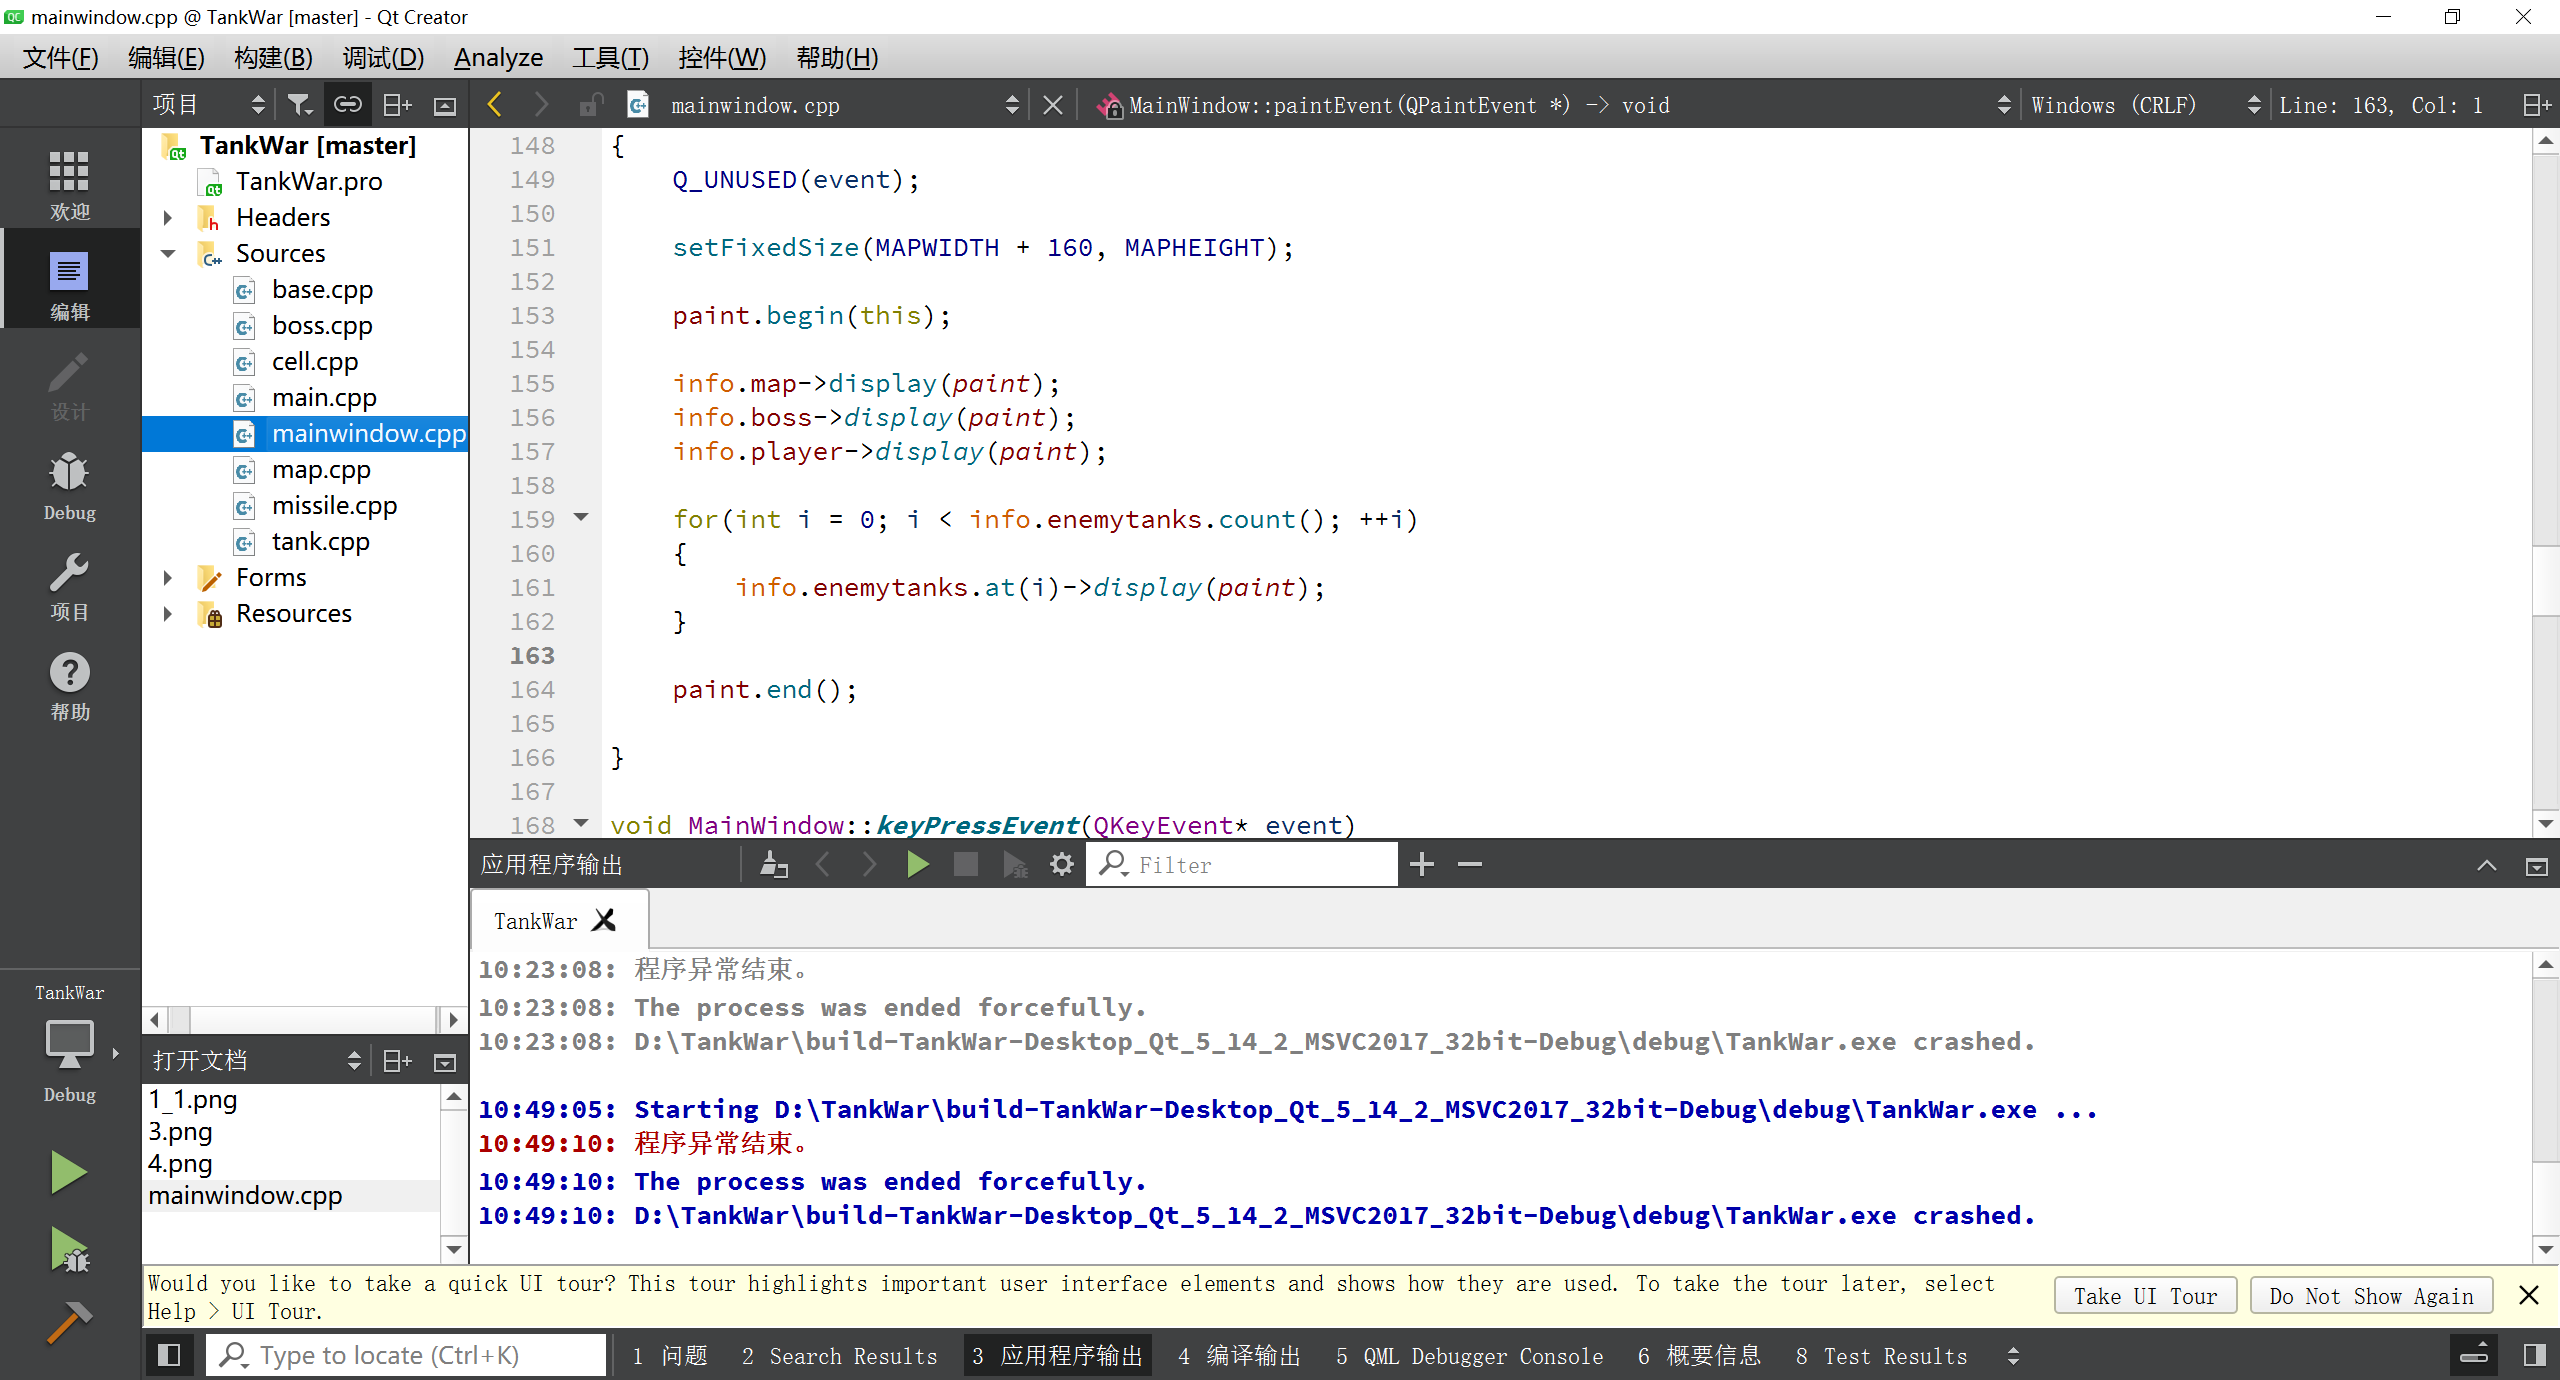 mainwindow.cpp @ TankWar [master] - Qt Creator
文件(F) 编辑(E) 构建(B) 调试(D) Analyze 工具(T) 控件(W) 帮助(H)
项目
mainwindow.cpp
MainWindow::paintEvent(QPaintEvent *) -> void
Windows (CRLF)
Line: 163, Col: 1
欢迎
编辑
设计
Debug
项目
帮助
TankWar
Debug
TankWar [master]
TankWar.pro
Headers
Sources
base.cpp
boss.cpp
cell.cpp
main.cpp
mainwindow.cpp
map.cpp
missile.cpp
tank.cpp
Forms
Resources
打开文档
1_1.png
3.png
4.png
mainwindow.cpp
148 {
149     Q_UNUSED(event);
150
151     setFixedSize(MAPWIDTH + 160, MAPHEIGHT);
152
153     paint.begin(this);
154
155     info.map->display(paint);
156     info.boss->display(paint);
157     info.player->display(paint);
158
159     for(int i = 0; i < info.enemytanks.count(); ++i)
160     {
161         info.enemytanks.at(i)->display(paint);
162     }
163
164     paint.end();
165
166 }
167
168 void MainWindow::keyPressEvent(QKeyEvent* event)
应用程序输出
Filter
TankWar
10:23:08: 程序异常结束。
10:23:08: The process was ended forcefully.
10:23:08: D:\TankWar\build-TankWar-Desktop_Qt_5_14_2_MSVC2017_32bit-Debug\debug\TankWar.exe crashed.
10:49:05: Starting D:\TankWar\build-TankWar-Desktop_Qt_5_14_2_MSVC2017_32bit-Debug\debug\TankWar.exe ...
10:49:10: 程序异常结束。
10:49:10: The process was ended forcefully.
10:49:10: D:\TankWar\build-TankWar-Desktop_Qt_5_14_2_MSVC2017_32bit-Debug\debug\TankWar.exe crashed.
Would you like to take a quick UI tour? This tour highlights important user interface elements and shows how they are used. To take the tour later, select
Help > UI Tour.
Take UI Tour
Do Not Show Again
Type to locate (Ctrl+K)
1 问题 2 Search Results 3 应用程序输出 4 编译输出 5 QML Debugger Console 6 概要信息 8 Test Results